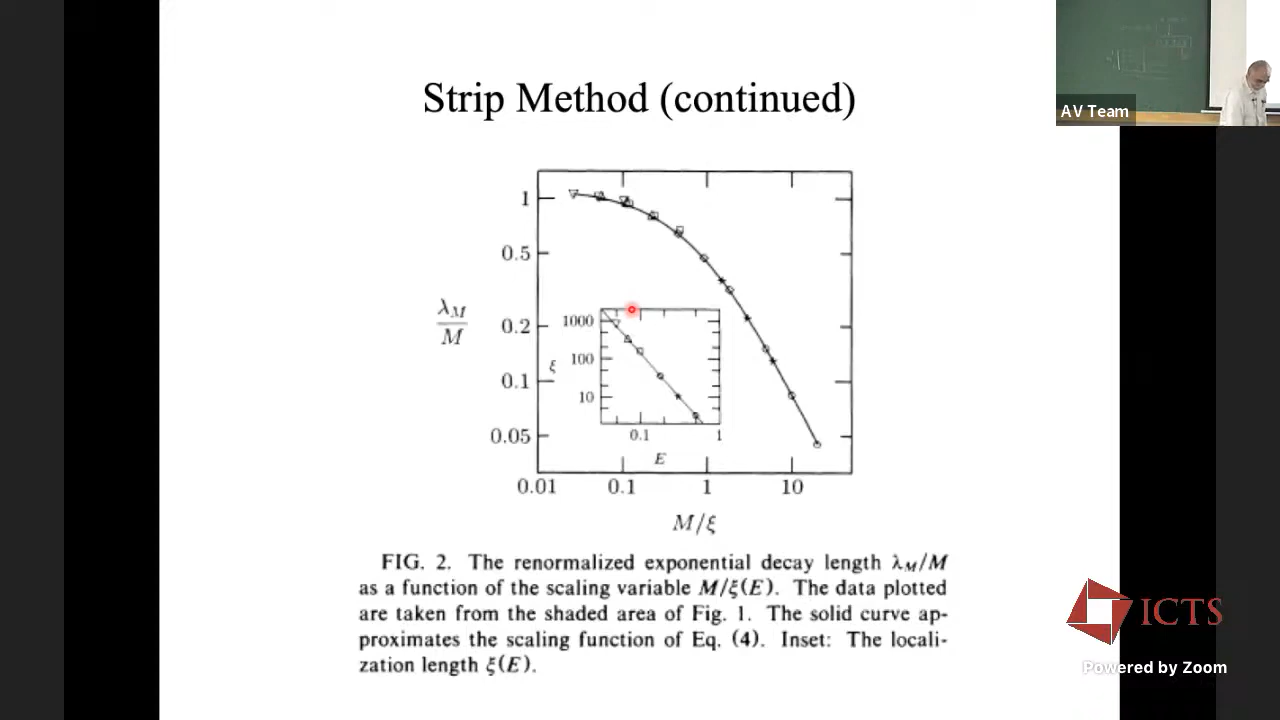 Strip Method (continued)
AV Team
1
0.5
0.2
0.1
0.05
λM
M
1000
100
10
ξ
0.1
1
E
0.01
0.1
1
10
M/ξ
FIG. 2. The renormalized exponential decay length λM/M
as a function of the scaling variable M/ξ(E). The data plotted
are taken from the shaded area of Fig. 1. The solid curve ap-
proximates the scaling function of Eq. (4). Inset: The locali-
zation length ξ(E).
ICTS
Powered by Zoom